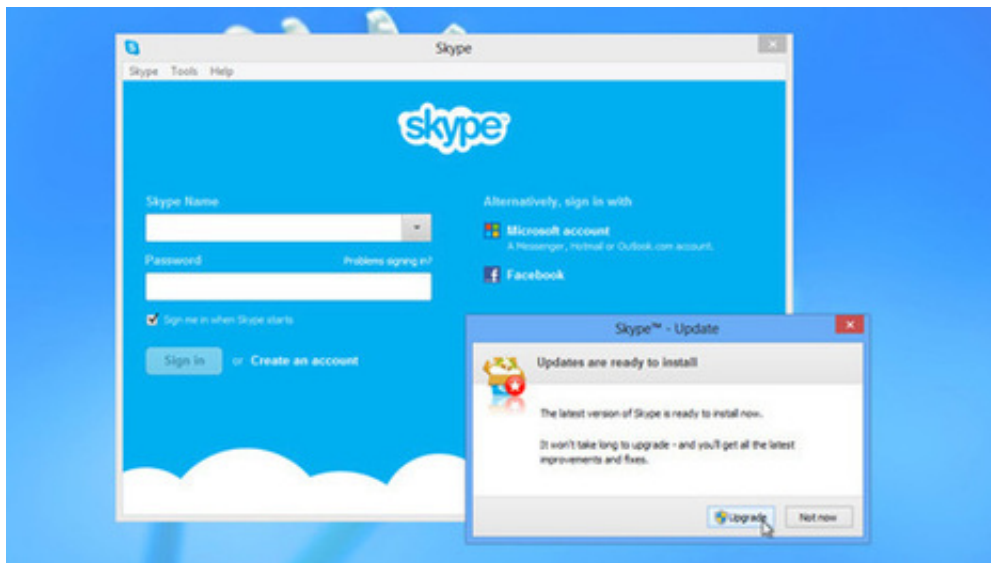 Skype
Skype Tools Help
skype
Skype Name
Alternatively, sign in with
Microsoft account
A Messenger, Hotmail or Outlook.com account.
Password Problems signing in?
Facebook
Sign me in when Skype starts
Sign in or Create an account
Skype™ - Update
Updates are ready to install
The latest version of Skype is ready to install now.
It won't take long to upgrade - and you'll get all the latest
improvements and fixes.
Upgrade Not now